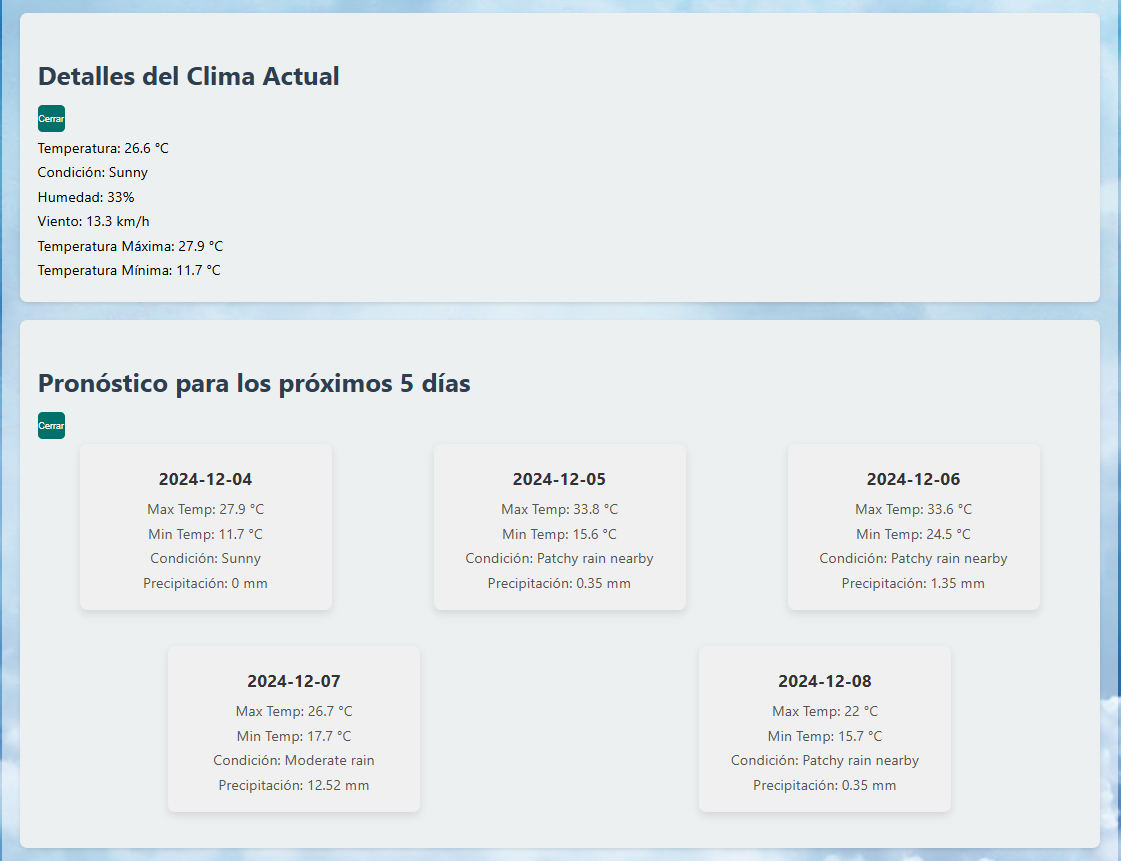 Detalles del Clima Actual
Cerrar
Temperatura: 26.6 °C
Condición: Sunny
Humedad: 33%
Viento: 13.3 km/h
Temperatura Máxima: 27.9 °C
Temperatura Mínima: 11.7 °C
Pronóstico para los próximos 5 días
Cerrar
2024-12-04
Max Temp: 27.9 °C
Min Temp: 11.7 °C
Condición: Sunny
Precipitación: 0 mm
2024-12-05
Max Temp: 33.8 °C
Min Temp: 15.6 °C
Condición: Patchy rain nearby
Precipitación: 0.35 mm
2024-12-06
Max Temp: 33.6 °C
Min Temp: 24.5 °C
Condición: Patchy rain nearby
Precipitación: 1.35 mm
2024-12-07
Max Temp: 26.7 °C
Min Temp: 17.7 °C
Condición: Moderate rain
Precipitación: 12.52 mm
2024-12-08
Max Temp: 22 °C
Min Temp: 15.7 °C
Condición: Patchy rain nearby
Precipitación: 0.35 mm